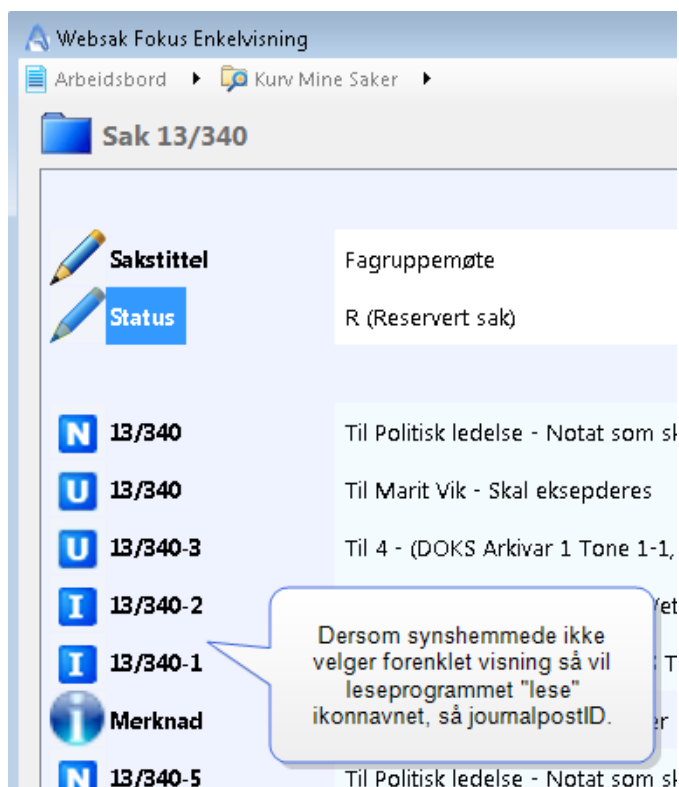 Websak Fokus Enkelvisning
Arbeidsbord Kurv Mine Saker
Sak 13/340
Sakstittel Fagruppemøte
Status R (Reservert sak)
N 13/340 Til Politisk ledelse - Notat som
U 13/340 Til Marit Vik - Skal eksepderes
U 13/340-3 Til 4 - (DOKS Arkivar 1 Tone 1-1,
I 13/340-2
I 13/340-1
Merknad
Dersom synshemmede ikke
velger forenklet visning så vil
leseprogrammet "lese"
ikonnavnet, så journalpostID.
N 13/340-5 Til Politisk ledelse - Notat som